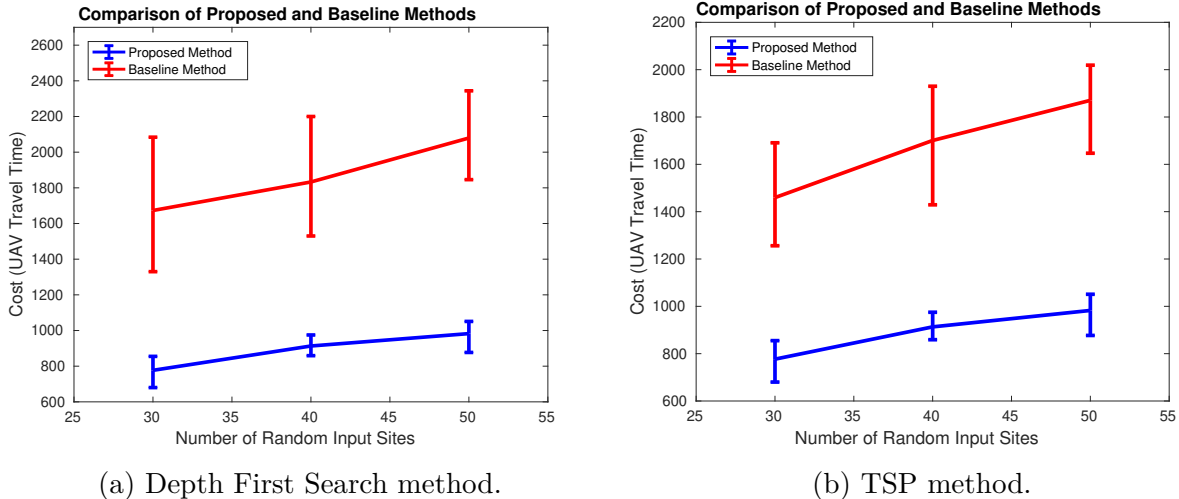 Comparison of Proposed and Baseline Methods
2600
2400
2200
2000
1800
1600
1400
1200
1000
800
600
Cost (UAV Travel Time)
Proposed Method
Baseline Method
25 30 35 40 45 50 55
Number of Random Input Sites
(a) Depth First Search method.
Comparison of Proposed and Baseline Methods
2200
2000
1800
1600
1400
1200
1000
800
600
Cost (UAV Travel Time)
Proposed Method
Baseline Method
25 30 35 40 45 50 55
Number of Random Input Sites
(b) TSP method.